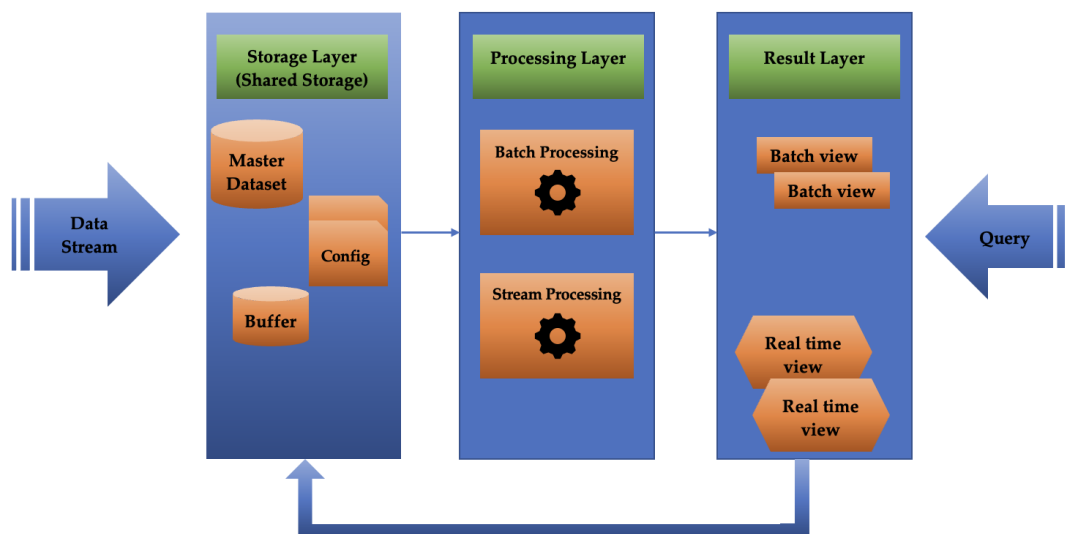 Data
Stream
Storage Layer
(Shared Storage)
Master
Dataset
Config
Buffer
Processing Layer
Batch Processing
Stream Processing
Result Layer
Batch view
Batch view
Real time
view
Real time
view
Query